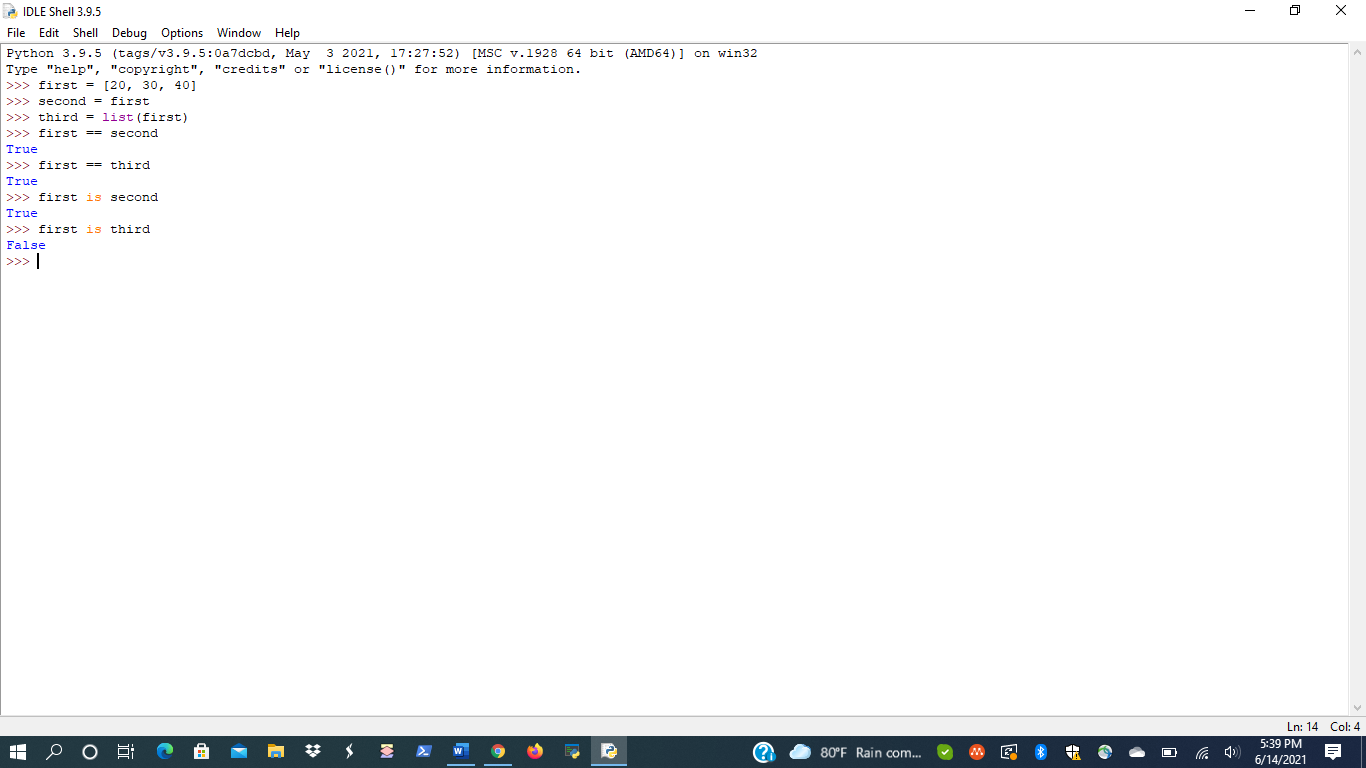 IDLE Shell 3.9.5
File Edit Shell Debug Options Window Help
Python 3.9.5 (tags/v3.9.5:0a7dcbd, May  3 2021, 17:27:52) [MSC v.1928 64 bit (AMD64)] on win32
Type "help", "copyright", "credits" or "license()" for more information.
>>> first = [20, 30, 40]
>>> second = first
>>> third = list(first)
>>> first == second
True
>>> first == third
True
>>> first is second
True
>>> first is third
False
>>>
Ln: 14 Col: 4
80°F Rain com...
5:39 PM
6/14/2021